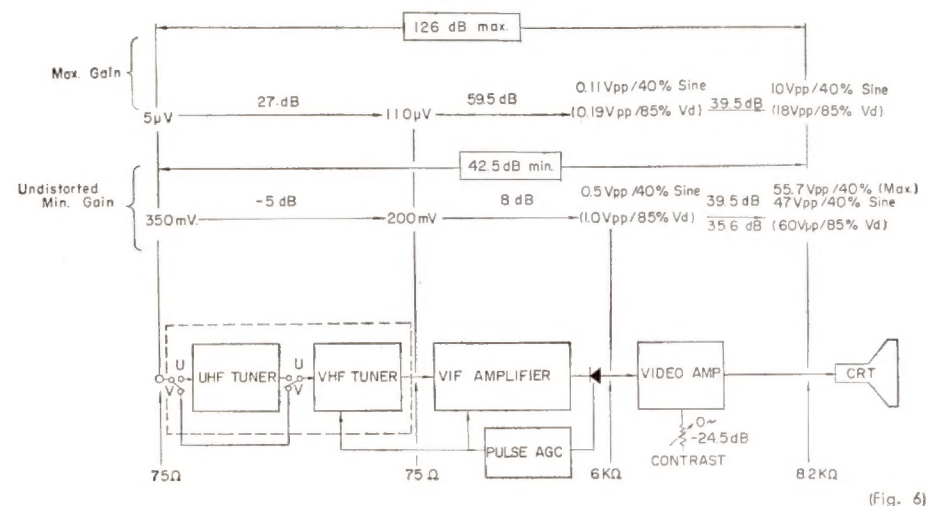 126 dB max.
Max. Gain
0.11Vpp/40% Sine
10Vpp/40% Sine
27 dB
59.5 dB
39.5 dB
5μV
110μV
(0.19Vpp/85% Vd)
(18Vpp/85% Vd)
42.5 dB min.
Undistorted
Min. Gain
0.5Vpp/40% Sine
55.7Vpp/40% (Max.)
-5 dB
8 dB
39.5 dB
47Vpp/40% Sine
350mV.
200mV
(1.0Vpp/85% Vd)
35.6 dB
(60Vμp/85% Vd)
U
U
UHF TUNER
VHF TUNER
VIF AMPLIFIER
VIDEO AMP
CRT
V
V
0~
-24.5dB
PULSE AGC
CONTRAST
75Ω
75Ω
6KΩ
8.2KΩ
(Fig. 6)